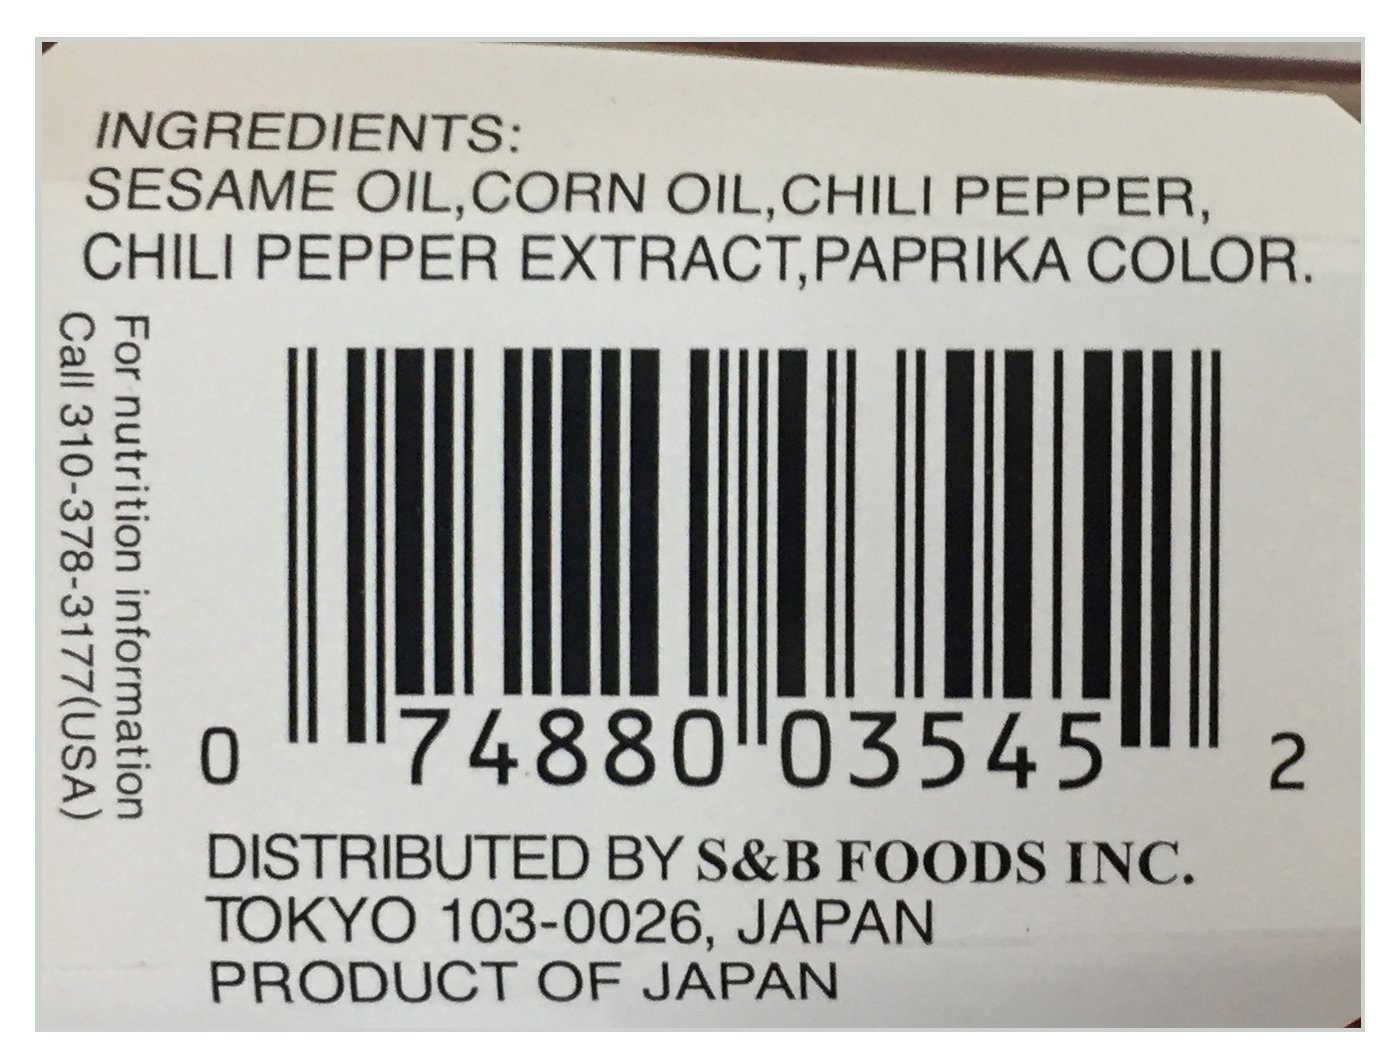 INGREDIENTS:
SESAME OIL,CORN OIL,CHILI PEPPER,
CHILI PEPPER EXTRACT,PAPRIKA COLOR.
For nutrition information
Call 310-378-3177(USA)
0 74880 03545 2
DISTRIBUTED BY S&B FOODS INC.
TOKYO 103-0026, JAPAN
PRODUCT OF JAPAN